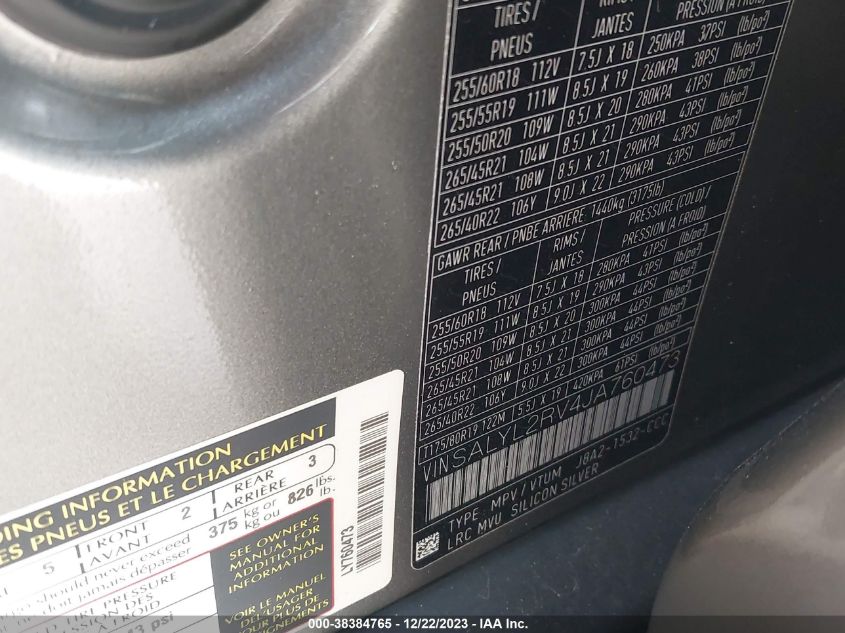 TIRES / RIMS / PRESSION (A FROID)
PNEUS JANTES
255/60R18 112V 7.5J X 18 250KPA 37PSI (lb/po²)
255/55R19 111W 8.5J X 19 260KPA 38PSI (lb/po²)
255/50R20 109W 8.5J X 20 280KPA 41PSI (lb/po²)
265/45R21 104W 8.5J X 21 290KPA 43PSI (lb/po²)
265/45R21 108W 8.5J X 21 290KPA 43PSI (lb/po²)
265/40R22 106Y 9.0J X 22 290KPA 43PSI (lb/po²)
GAWR REAR / PNBE ARRIERE 1440kg (3175lb)
TIRES / RIMS / PRESSURE (COLD) /
PNEUS JANTES PRESSION (A FROID)
255/60R18 112V 7.5J X 18 280KPA 41PSI (lb/po²)
255/55R19 111W 8.5J X 19 290KPA 43PSI (lb/po²)
255/50R20 109W 8.5J X 20 300KPA 44PSI (lb/po²)
265/45R21 104W 8.5J X 21 300KPA 44PSI (lb/po²)
265/45R21 108W 8.5J X 21 300KPA 44PSI (lb/po²)
265/40R22 106Y 9.0J X 22 300KPA 44PSI (lb/po²)
T175/80R19 122M 5.5J X 19 420KPA 61PSI (lb/po²)
VINSALYL2RV4JA760473
TYPE: MPV / VTUM J8A2-1532-CCC
LRC MVU SILICON SILVER
DING INFORMATION
ES PNEUS ET LE CHARGEMENT
5 FRONT 2 REAR 3
AVANT ARRIÈRE
should never exceed 375 kg or 826 lbs.
doit jamais dépasser kg ou lb.
TIRE PRESSURE
SEE OWNER'S
MANUAL FOR
ADDITIONAL
INFORMATION
VOIR LE MANUEL
DE L'USAGER
POUR PLUS DE
psi
LY760473
000-38384765 - 12/22/2023 -